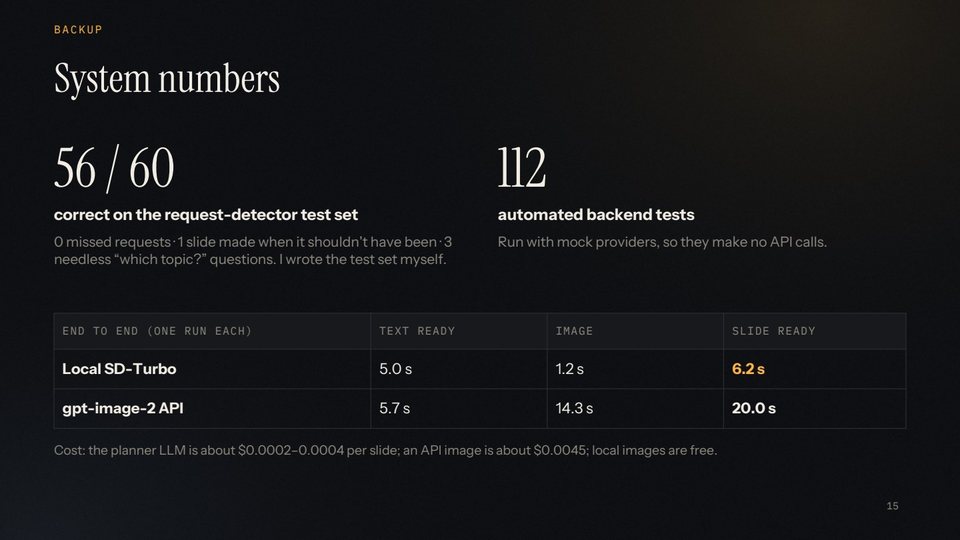 BACKUP
System numbers
56 / 60
correct on the request-detector test set
0 missed requests · 1 slide made when it shouldn't have been · 3
needless “which topic?” questions. I wrote the test set myself.
112
automated backend tests
Run with mock providers, so they make no API calls.
END TO END (ONE RUN EACH) TEXT READY IMAGE SLIDE READY
Local SD-Turbo 5.0 s 1.2 s 6.2 s
gpt-image-2 API 5.7 s 14.3 s 20.0 s
Cost: the planner LLM is about $0.0002–0.0004 per slide; an API image is about $0.0045; local images are free.
15